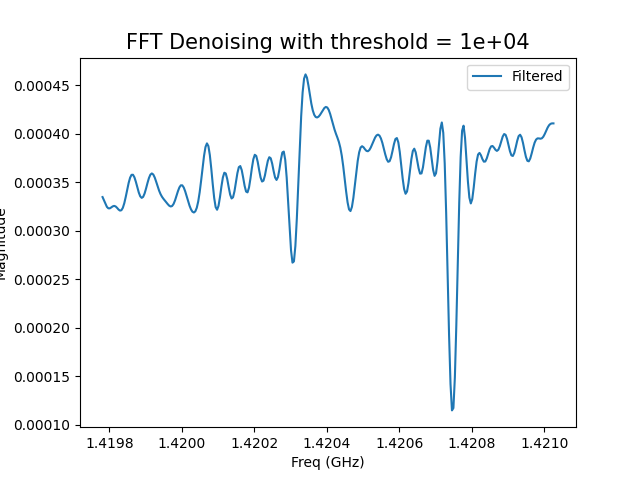 FFT Denoising with threshold = 1e+04
Filtered
0.00045
0.00040
0.00035
0.00030
0.00025
0.00020
0.00015
0.00010
Magnitude
1.4198 1.4200 1.4202 1.4204 1.4206 1.4208 1.4210
Freq (GHz)